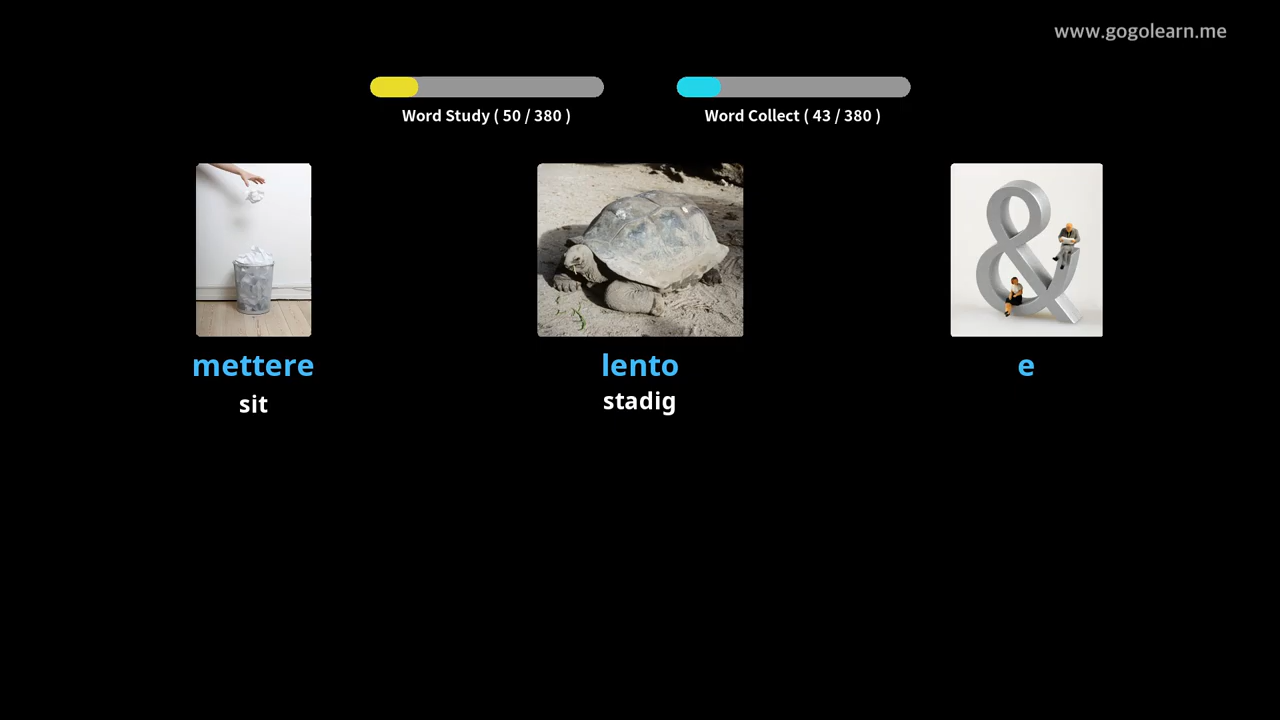 www.gogolearn.me
Word Study ( 50 / 380 )
Word Collect ( 43 / 380 )
&
mettere
lento
e
sit
stadig